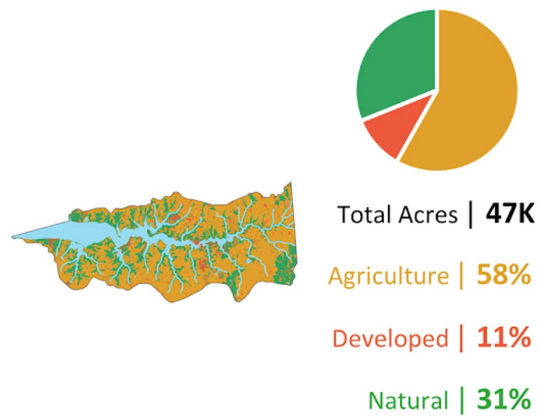 Total Acres | 47K
Agriculture | 58%
Developed | 11%
Natural | 31%